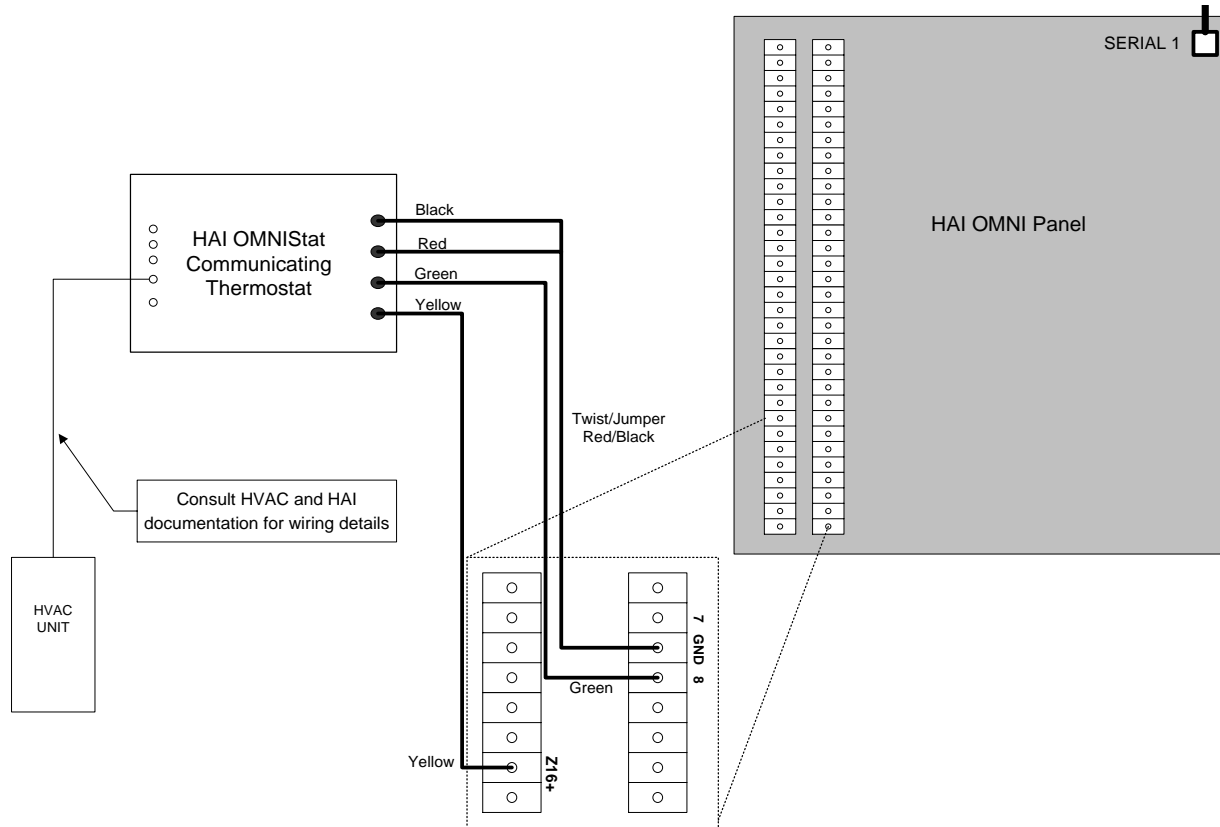 SERIAL 1
HAI OMNI Panel
HAI OMNIStat
Communicating
Thermostat
Black
Red
Green
Yellow
Twist/Jumper
Red/Black
Consult HVAC and HAI
documentation for wiring details
HVAC
UNIT
7 GND 8
Green
Yellow
Z16+